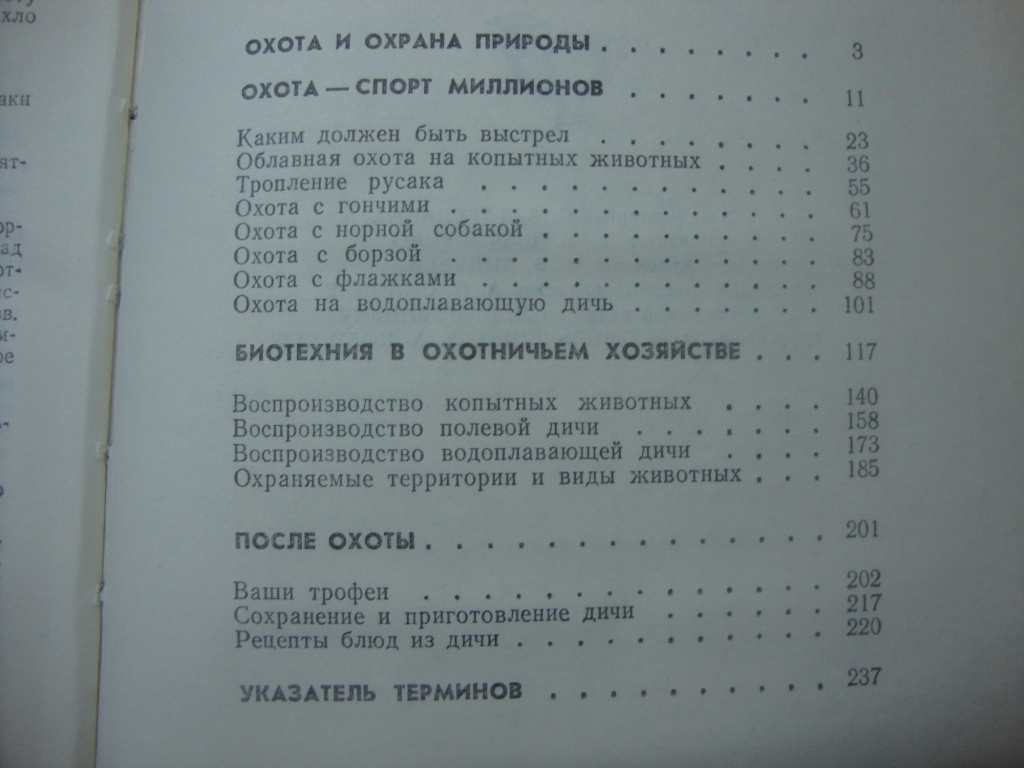 ОХОТА И ОХРАНА ПРИРОДЫ . . . . . . . . 3
ОХОТА — СПОРТ МИЛЛИОНОВ . . . . . . . 11
Каким должен быть выстрел . . . . . . . . 23
Облавная охота на копытных животных . . . . 36
Тропление русака . . . . . . . . . . . . 55
Охота с гончими . . . . . . . . . . . . . 61
Охота с норной собакой . . . . . . . . . . 75
Охота с борзой . . . . . . . . . . . . . 83
Охота с флажками . . . . . . . . . . . . 88
Охота на водоплавающую дичь . . . . . . . 101
БИОТЕХНИЯ В ОХОТНИЧЬЕМ ХОЗЯЙСТВЕ . . . 117
Воспроизводство копытных животных . . . . 140
Воспроизводство полевой дичи . . . . . . . 158
Воспроизводство водоплавающей дичи . . . . 173
Охраняемые территории и виды животных . . . 185
ПОСЛЕ ОХОТЫ . . . . . . . . . . . . . . 201
Ваши трофеи . . . . . . . . . . . . . . 202
Сохранение и приготовление дичи . . . . . . 217
Рецепты блюд из дичи . . . . . . . . . . . 220
УКАЗАТЕЛЬ ТЕРМИНОВ . . . . . . . . . . 237